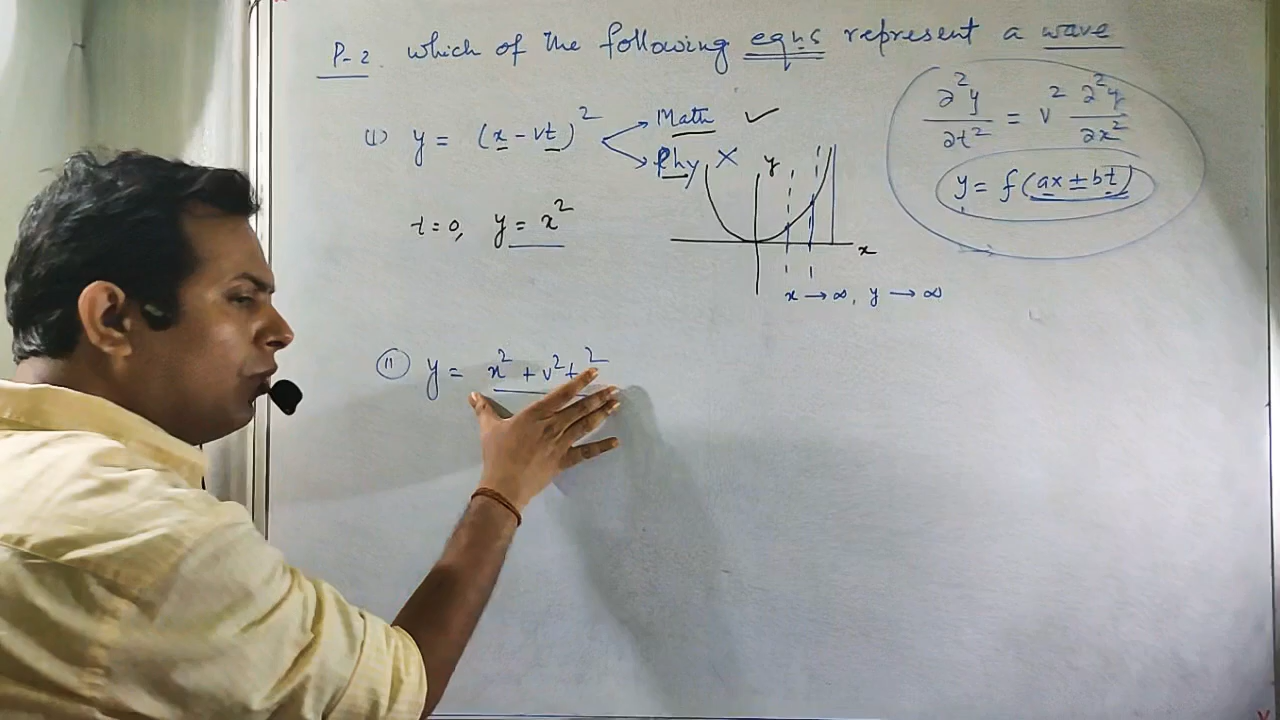 P-2. which of the following eqns represent a wave
(I) y = (x - vt)² Math ✓
Phy ✗
t=0, y = x²
y
x
x → ∞, y → ∞
∂²y/∂t² = v² ∂²y/∂x²
y = f(ax ± bt)
(II) y = x² + v²t²